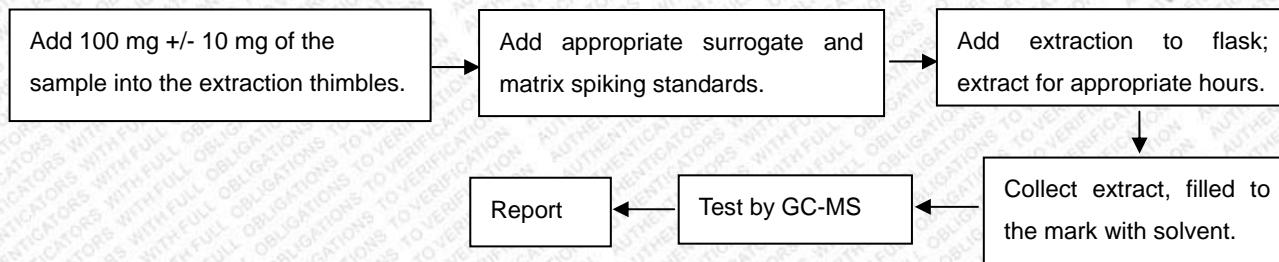 Add 100 mg +/- 10 mg of the
sample into the extraction thimbles.
Add appropriate surrogate and
matrix spiking standards.
Add extraction to flask;
extract for appropriate hours.
Collect extract, filled to
the mark with solvent.
Test by GC-MS
Report